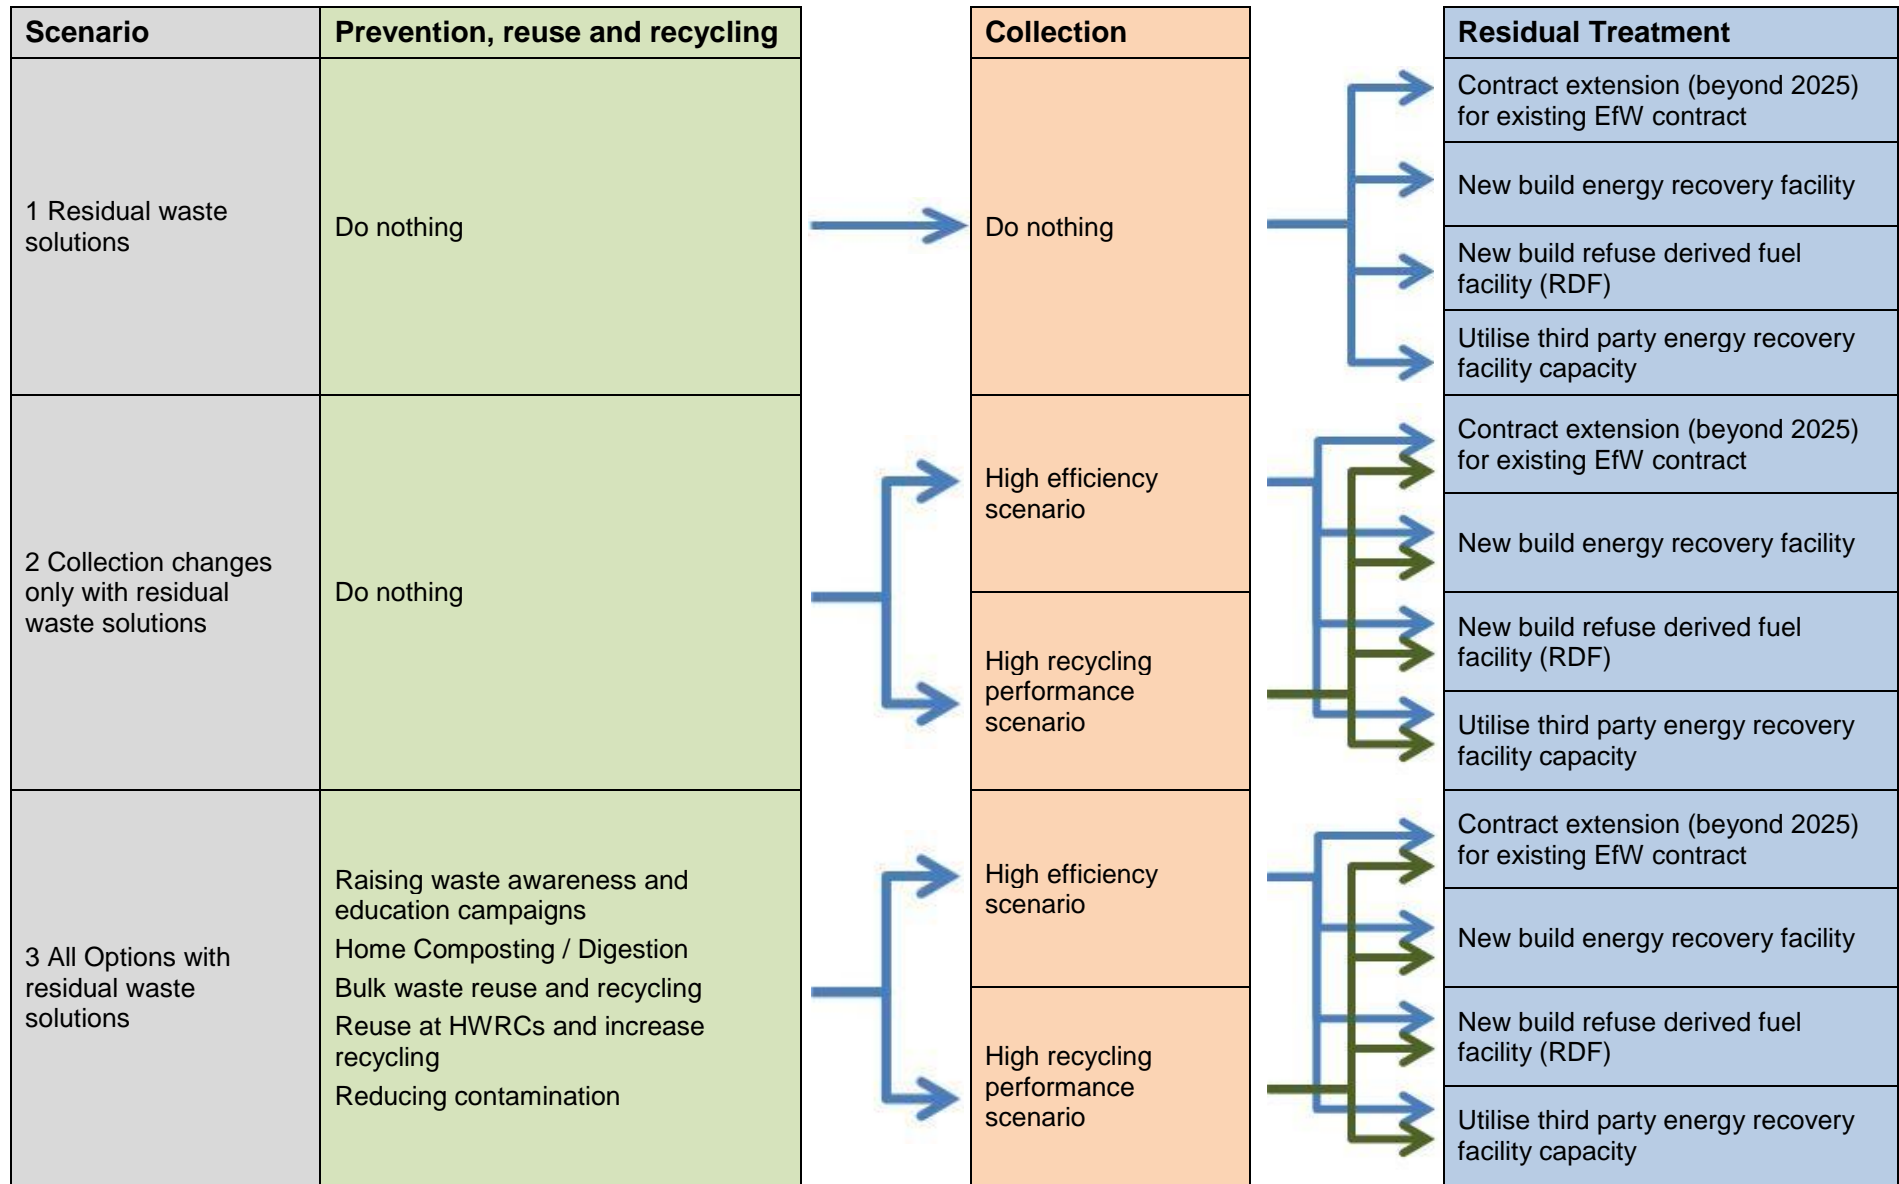 Scenario
Prevention, reuse and recycling
Collection
Residual Treatment
1 Residual waste
solutions
Do nothing
Do nothing
Contract extension (beyond 2025)
for existing EfW contract
New build energy recovery facility
New build refuse derived fuel
facility (RDF)
Utilise third party energy recovery
facility capacity
2 Collection changes
only with residual
waste solutions
Do nothing
High efficiency
scenario
High recycling
performance
scenario
Contract extension (beyond 2025)
for existing EfW contract
New build energy recovery facility
New build refuse derived fuel
facility (RDF)
Utilise third party energy recovery
facility capacity
3 All Options with
residual waste
solutions
Raising waste awareness and
education campaigns
Home Composting / Digestion
Bulk waste reuse and recycling
Reuse at HWRCs and increase
recycling
Reducing contamination
High efficiency
scenario
High recycling
performance
scenario
Contract extension (beyond 2025)
for existing EfW contract
New build energy recovery facility
New build refuse derived fuel
facility (RDF)
Utilise third party energy recovery
facility capacity